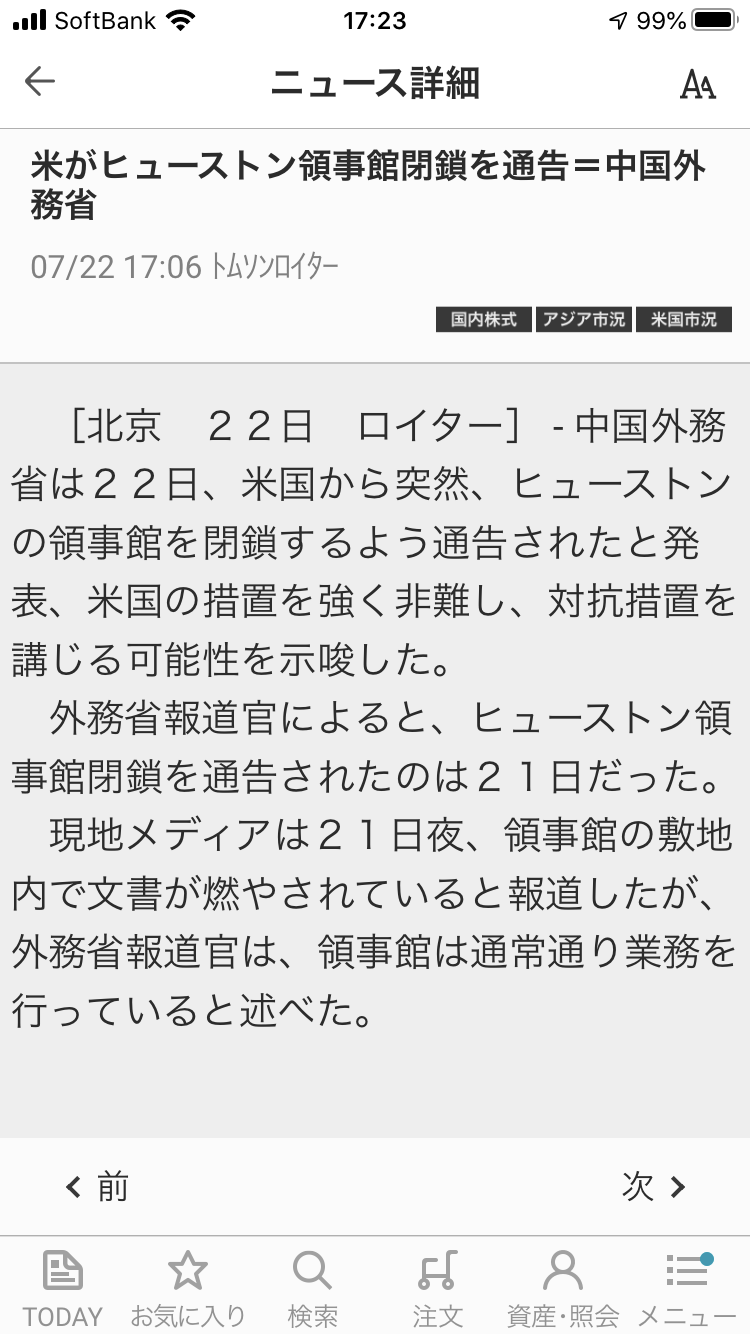 SoftBank 17:23 99%
ニュース詳細 AA
米がヒューストン領事館閉鎖を通告＝中国外
務省
07/22 17:06 ﾄﾑｿﾝﾛｲﾀｰ
国内株式 アジア市況 米国市況
　［北京　２２日　ロイター］ - 中国外務
省は２２日、米国から突然、ヒューストン
の領事館を閉鎖するよう通告されたと発
表、米国の措置を強く非難し、対抗措置を
講じる可能性を示唆した。
　外務省報道官によると、ヒューストン領
事館閉鎖を通告されたのは２１日だった。
　現地メディアは２１日夜、領事館の敷地
内で文書が燃やされていると報道したが、
外務省報道官は、領事館は通常通り業務を
行っていると述べた。
前 次
TODAY お気に入り 検索 注文 資産･照会 メニュー